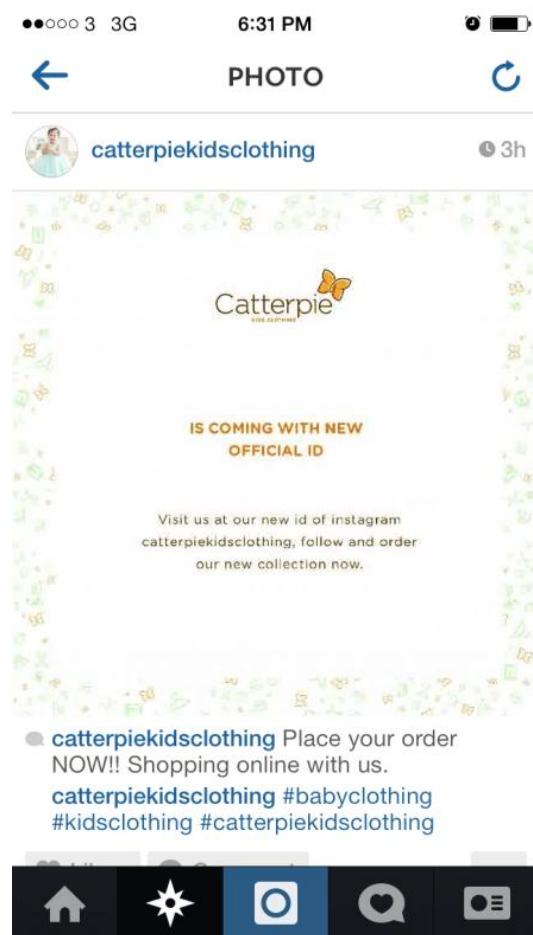 3 3G 6:31 PM
PHOTO
catterpiekidsclothing 3h
Catterpie
KIDS CLOTHING
IS COMING WITH NEW
OFFICIAL ID
Visit us at our new id of instagram
catterpiekidsclothing, follow and order
our new collection now.
catterpiekidsclothing Place your order
NOW!! Shopping online with us.
catterpiekidsclothing #babyclothing
#kidsclothing #catterpiekidsclothing